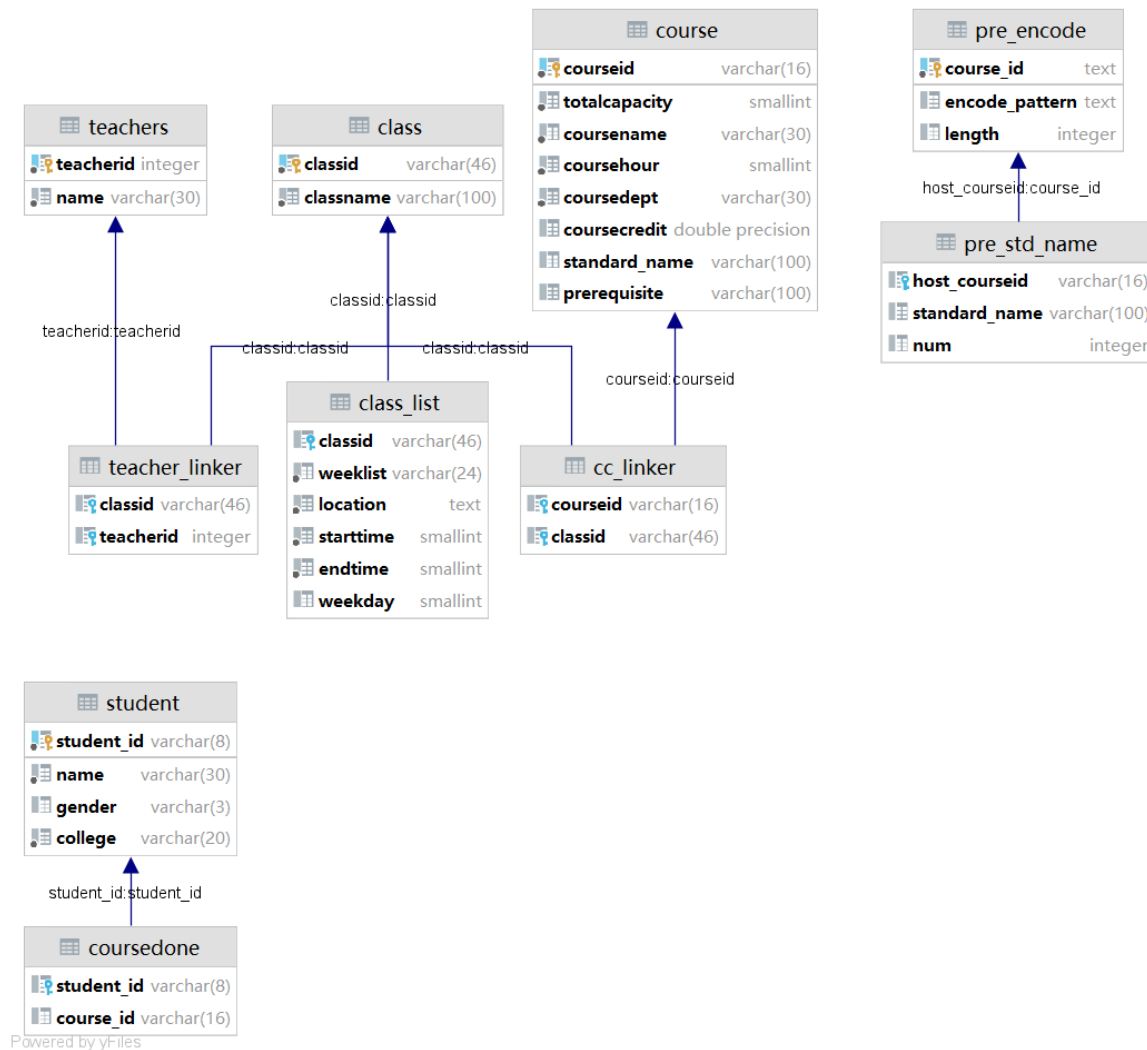 course
courseid varchar(16)
totalcapacity smallint
coursename varchar(30)
coursehour smallint
coursedept varchar(30)
coursecredit double precision
standard_name varchar(100)
prerequisite varchar(100)
pre_encode
course_id text
encode_pattern text
length integer
teachers
teacherid integer
name varchar(30)
class
classid varchar(46)
classname varchar(100)
host_courseid:course_id
pre_std_name
host_courseid varchar(16)
standard_name varchar(100)
num integer
teacherid:teacherid
classid:classid
classid:classid
classid:classid
courseid:courseid
class_list
classid varchar(46)
weeklist varchar(24)
location text
starttime smallint
endtime smallint
weekday smallint
teacher_linker
classid varchar(46)
teacherid integer
cc_linker
courseid varchar(16)
classid varchar(46)
student
student_id varchar(8)
name varchar(30)
gender varchar(3)
college varchar(20)
student_id:student_id
coursedone
student_id varchar(8)
course_id varchar(16)
Powered by yFiles